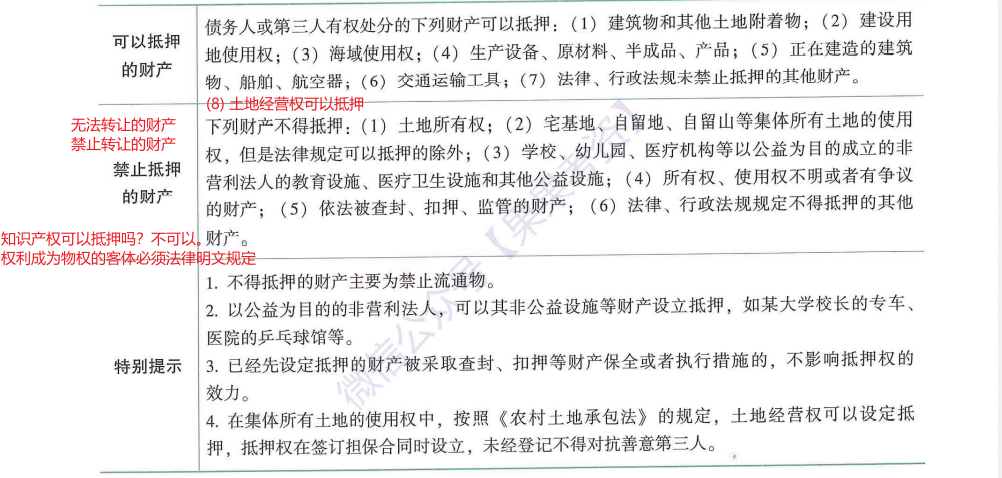 可以抵押
的财产
债务人或第三人有权处分的下列财产可以抵押：（1）建筑物和其他土地附着物；（2）建设用
地使用权；（3）海域使用权；（4）生产设备、原材料、半成品、产品；（5）正在建造的建筑
物、船舶、航空器；（6）交通运输工具；（7）法律、行政法规未禁止抵押的其他财产。
(8) 土地经营权可以抵押
无法转让的财产
禁止转让的财产
禁止抵押
的财产
下列财产不得抵押：（1）土地所有权；（2）宅基地、自留地、自留山等集体所有土地的使用
权，但是法律规定可以抵押的除外；（3）学校、幼儿园、医疗机构等以公益为目的成立的非
营利法人的教育设施、医疗卫生设施和其他公益设施；（4）所有权、使用权不明或者有争议
的财产；（5）依法被查封、扣押、监管的财产；（6）法律、行政法规规定不得抵押的其他
财产。
知识产权可以抵押吗？不可以。
权利成为物权的客体必须法律明文规定
特别提示
1. 不得抵押的财产主要为禁止流通物。
2. 以公益为目的的非营利法人，可以其非公益设施等财产设立抵押，如某大学校长的专车、
医院的乒乓球馆等。
3. 已经先设定抵押的财产被采取查封、扣押等财产保全或者执行措施的，不影响抵押权的
效力。
4. 在集体所有土地的使用权中，按照《农村土地承包法》的规定，土地经营权可以设定抵
押，抵押权在签订担保合同时设立，未经登记不得对抗善意第三人。
微信公众号【果果考资】